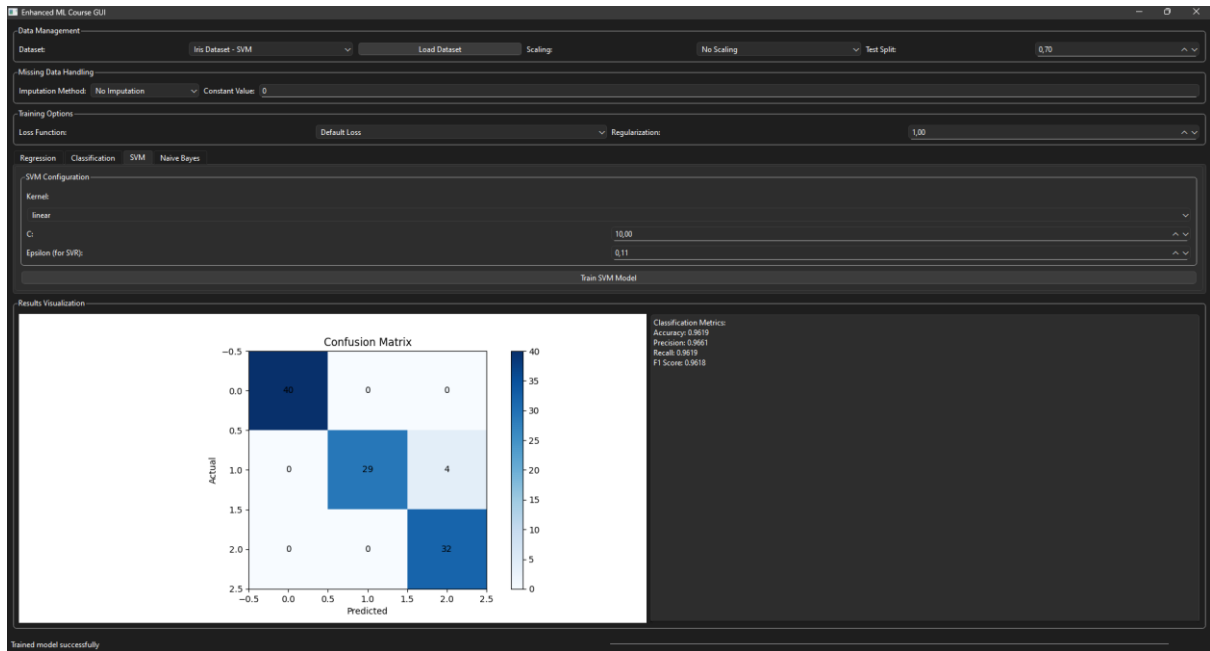 Enhanced ML Course GUI
Data Management
Dataset: Iris Dataset - SVM Load Dataset Scaling: No Scaling Test Split: 0,70
Missing Data Handling
Imputation Method: No Imputation Constant Value: 0
Training Options
Loss Function: Default Loss Regularization: 1,00
Regression Classification SVM Naive Bayes
SVM Configuration
Kernel:
linear
C: 10,00
Epsilon (for SVR): 0,11
Train SVM Model
Results Visualization
Confusion Matrix
−0.5
0.0
0.5
1.0
1.5
2.0
2.5
Actual
40 0 0
0 29 4
0 0 32
−0.5 0.0 0.5 1.0 1.5 2.0 2.5
Predicted
40
35
30
25
20
15
10
5
0
Classification Metrics:
Accuracy: 0.9619
Precision: 0.9661
Recall: 0.9619
F1 Score: 0.9618
Trained model successfully